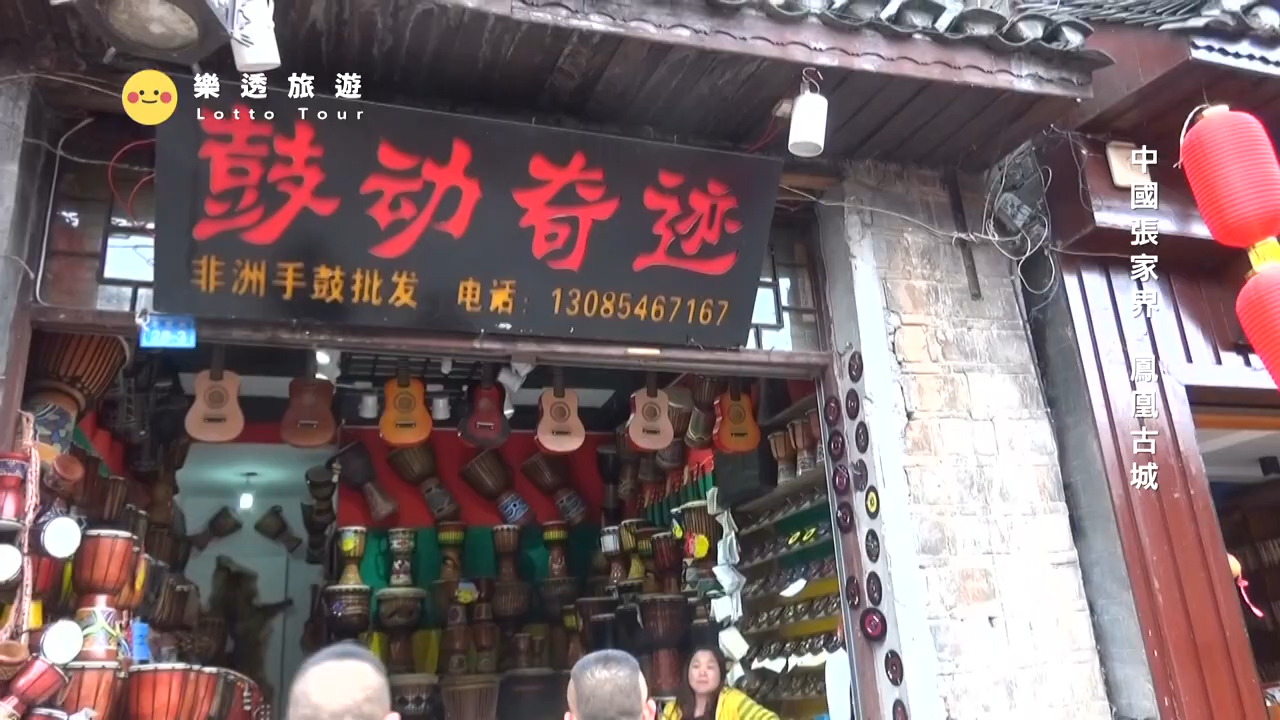 樂透旅遊
Lotto Tour
鼓动奇迹
非洲手鼓批发 电话：13085467167
中國張家界·鳳凰古城